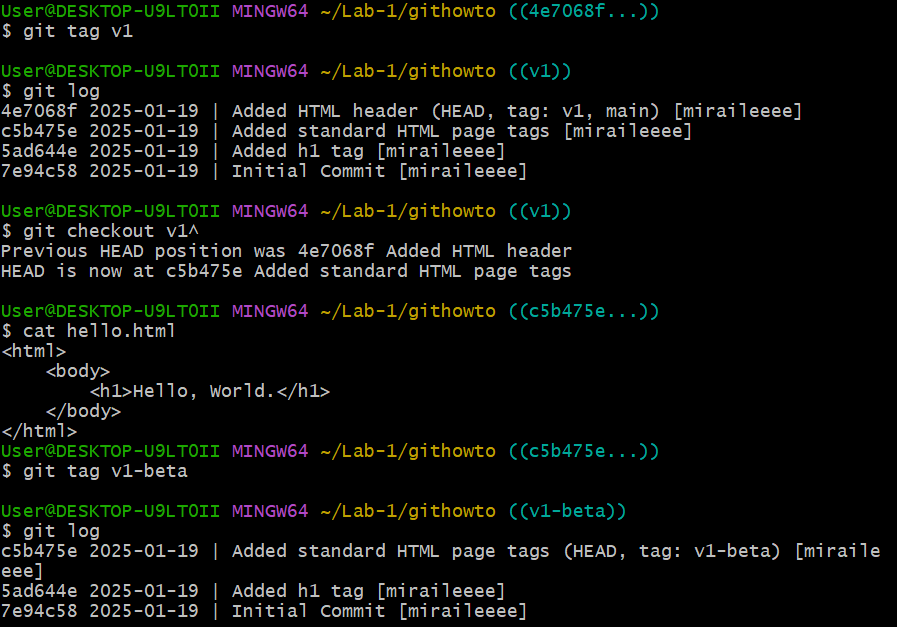 User@DESKTOP-U9LT0II MINGW64 ~/Lab-1/githowto ((4e7068f...))
$ git tag v1
User@DESKTOP-U9LT0II MINGW64 ~/Lab-1/githowto ((v1))
$ git log
4e7068f 2025-01-19 | Added HTML header (HEAD, tag: v1, main) [miraileeee]
c5b475e 2025-01-19 | Added standard HTML page tags [miraileeee]
5ad644e 2025-01-19 | Added h1 tag [miraileeee]
7e94c58 2025-01-19 | Initial Commit [miraileeee]
User@DESKTOP-U9LT0II MINGW64 ~/Lab-1/githowto ((v1))
$ git checkout v1^
Previous HEAD position was 4e7068f Added HTML header
HEAD is now at c5b475e Added standard HTML page tags
User@DESKTOP-U9LT0II MINGW64 ~/Lab-1/githowto ((c5b475e...))
$ cat hello.html
<html>
    <body>
        <h1>Hello, World.</h1>
    </body>
</html>
User@DESKTOP-U9LT0II MINGW64 ~/Lab-1/githowto ((c5b475e...))
$ git tag v1-beta
User@DESKTOP-U9LT0II MINGW64 ~/Lab-1/githowto ((v1-beta))
$ git log
c5b475e 2025-01-19 | Added standard HTML page tags (HEAD, tag: v1-beta) [miraile
eee]
5ad644e 2025-01-19 | Added h1 tag [miraileeee]
7e94c58 2025-01-19 | Initial Commit [miraileeee]